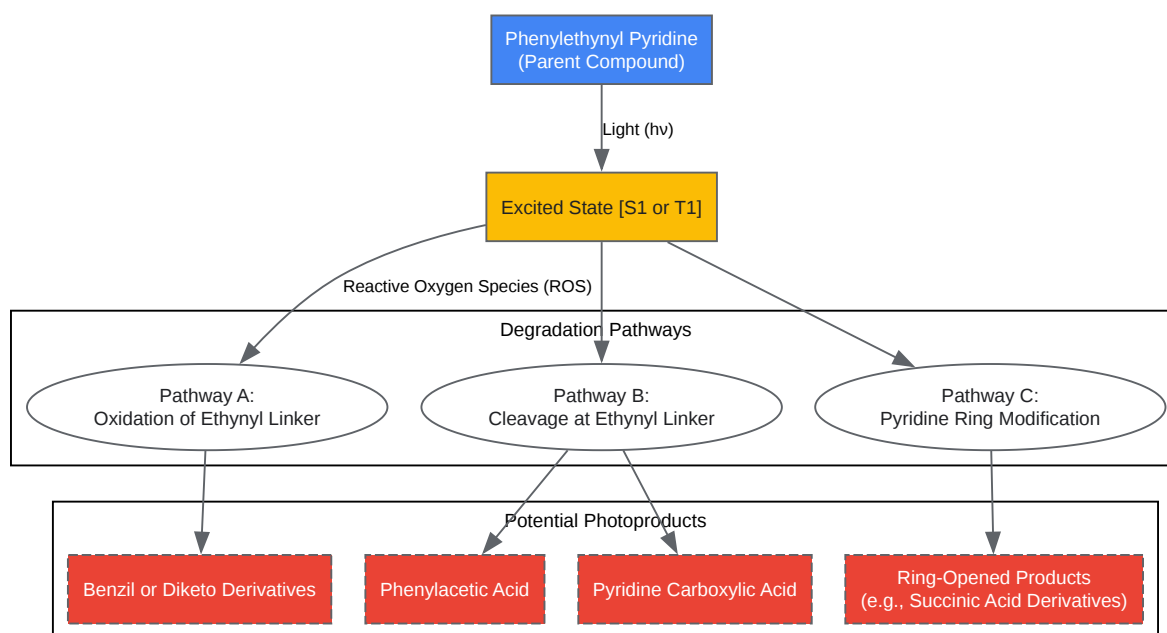 Phenylethynyl Pyridine
(Parent Compound)
Light (hν)
Excited State [S1 or T1]
Reactive Oxygen Species (ROS)
Degradation Pathways
Pathway A:
Oxidation of Ethynyl Linker
Pathway B:
Cleavage at Ethynyl Linker
Pathway C:
Pyridine Ring Modification
Potential Photoproducts
Benzil or Diketo Derivatives
Phenylacetic Acid
Pyridine Carboxylic Acid
Ring-Opened Products
(e.g., Succinic Acid Derivatives)